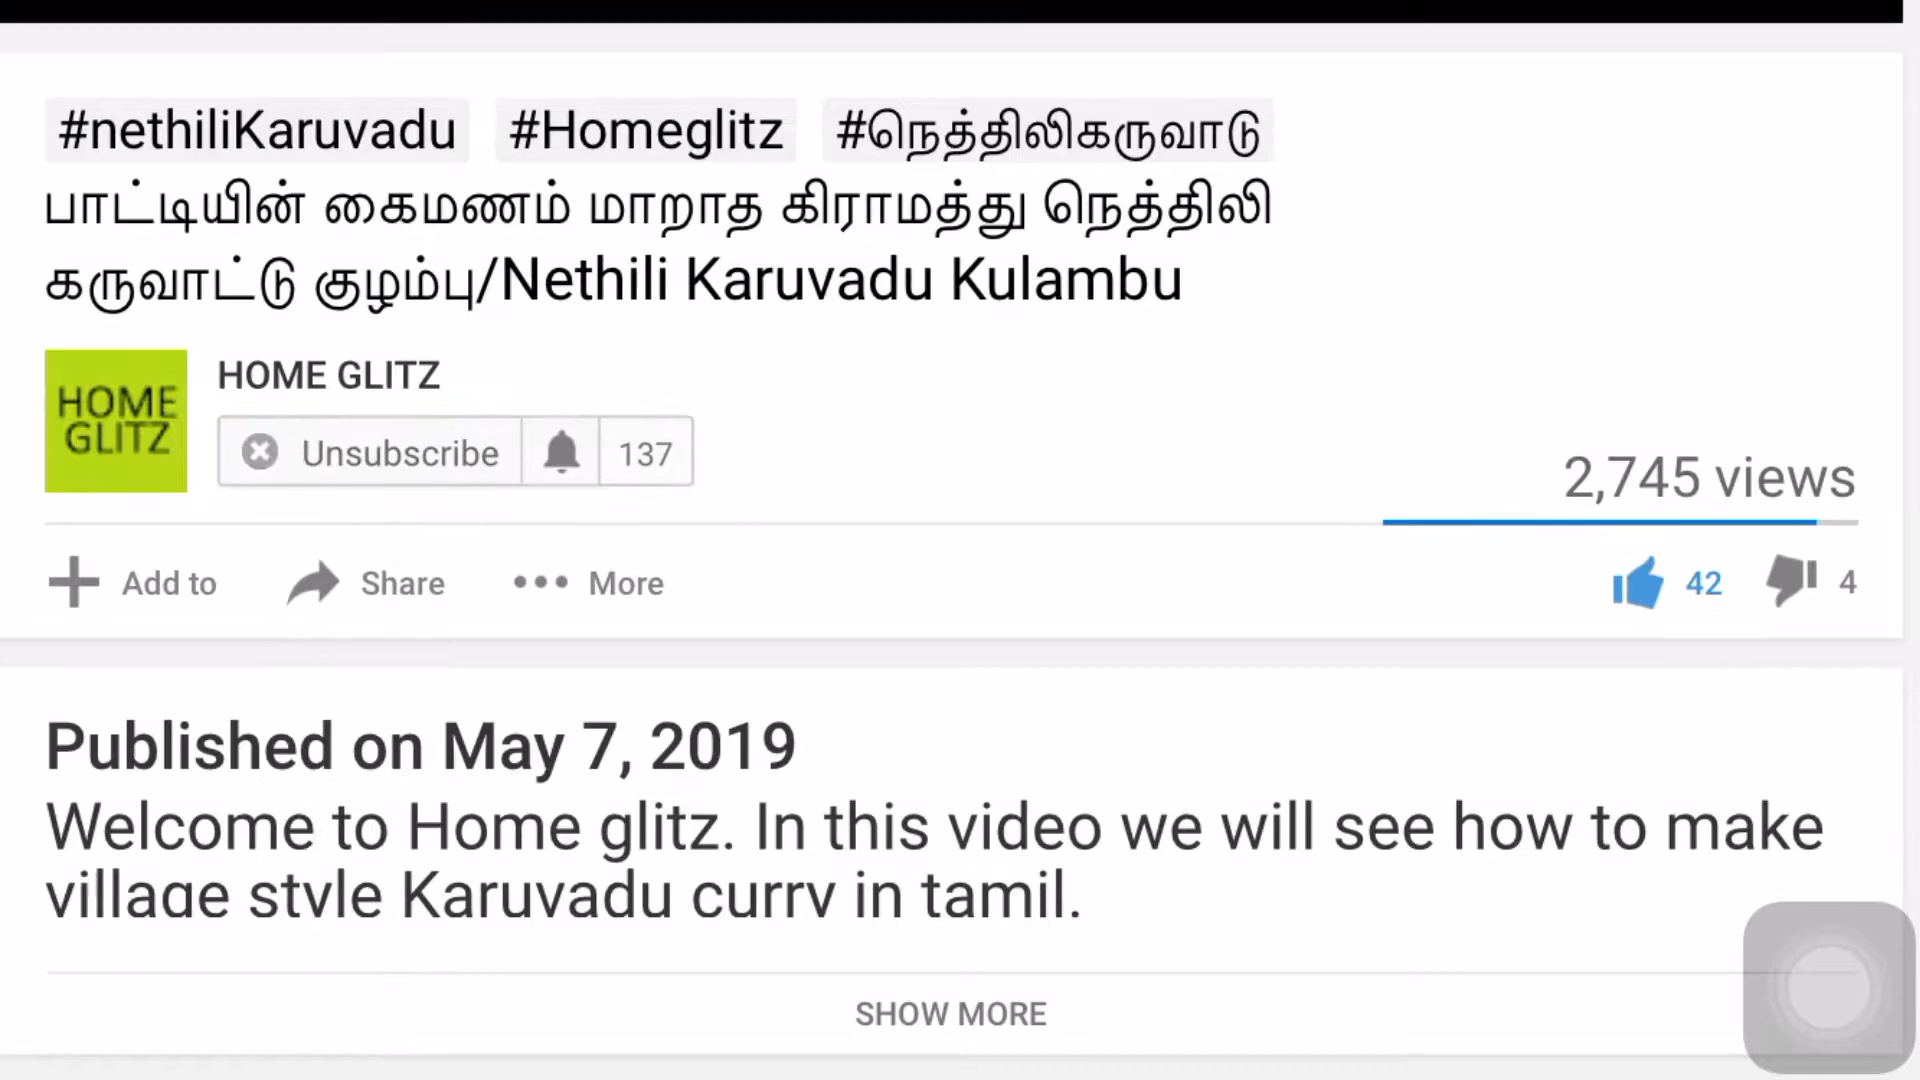 #nethiliKaruvadu #Homeglitz #நெத்திலிகருவாடு
பாட்டியின் கைமணம் மாறாத கிராமத்து நெத்திலி
கருவாட்டு குழம்பு/Nethili Karuvadu Kulambu
HOME GLITZ
HOME GLITZ
Unsubscribe 137
2,745 views
Add to Share More 42 4
Published on May 7, 2019
Welcome to Home glitz. In this video we will see how to make
village style Karuvadu curry in tamil.
SHOW MORE